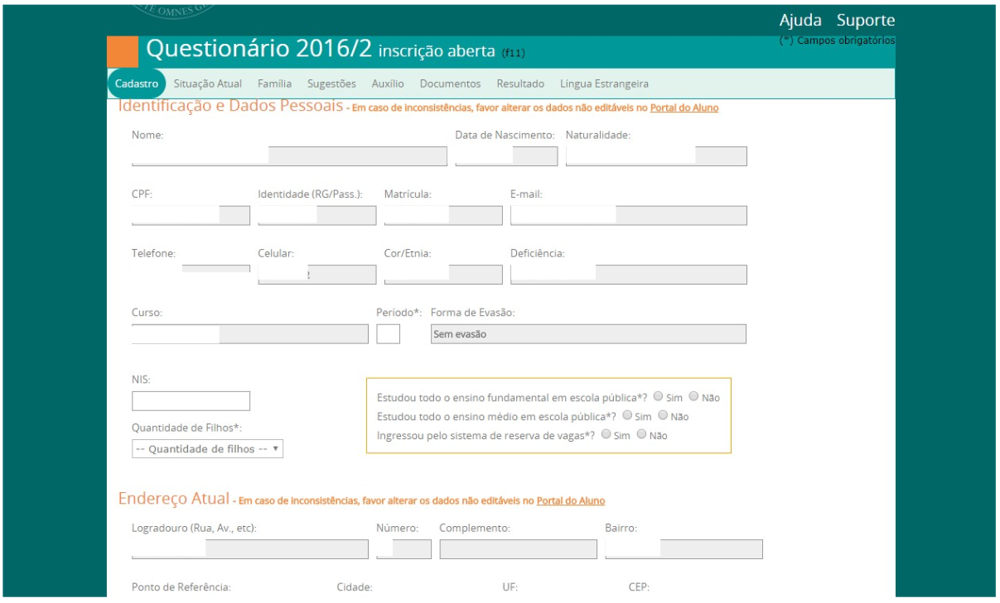 TE OMNES GE
Ajuda Suporte
(*) Campos obrigatórios
Questionário 2016/2 inscrição aberta (f11)
Cadastro Situação Atual Família Sugestões Auxílio Documentos Resultado Língua Estrangeira
Identificação e Dados Pessoais - Em caso de inconsistências, favor alterar os dados não editáveis no Portal do Aluno
Nome: Data de Nascimento: Naturalidade:
CPF: Identidade (RG/Pass.): Matrícula: E-mail:
Telefone: Celular: Cor/Etnia: Deficiência:
Curso: Período*: Forma de Evasão:
Sem evasão
NIS:
Estudou todo o ensino fundamental em escola pública*? Sim Não
Estudou todo o ensino médio em escola pública*? Sim Não
Ingressou pelo sistema de reserva de vagas*? Sim Não
Quantidade de Filhos*:
-- Quantidade de filhos --
Endereço Atual - Em caso de inconsistências, favor alterar os dados não editáveis no Portal do Aluno
Logradouro (Rua, Av., etc): Número: Complemento: Bairro:
Ponto de Referência: Cidade: UF: CEP: